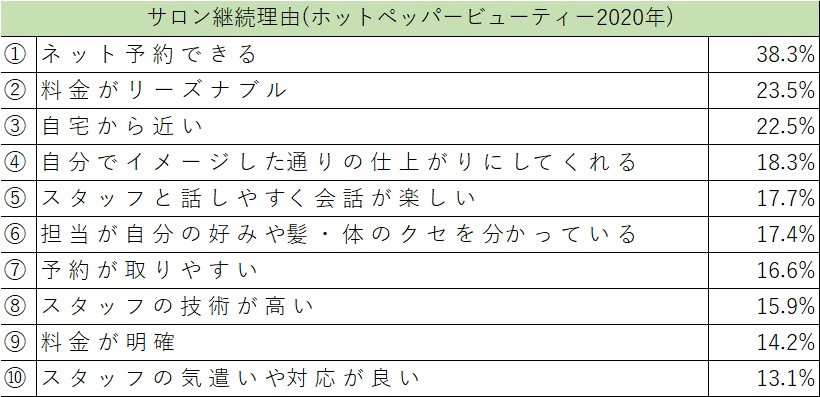 サロン継続理由(ホットペッパービューティー2020年)
① ネット予約できる 38.3%
② 料金がリーズナブル 23.5%
③ 自宅から近い 22.5%
④ 自分でイメージした通りの仕上がりにしてくれる 18.3%
⑤ スタッフと話しやすく会話が楽しい 17.7%
⑥ 担当が自分の好みや髪・体のクセを分かっている 17.4%
⑦ 予約が取りやすい 16.6%
⑧ スタッフの技術が高い 15.9%
⑨ 料金が明確 14.2%
⑩ スタッフの気遣いや対応が良い 13.1%